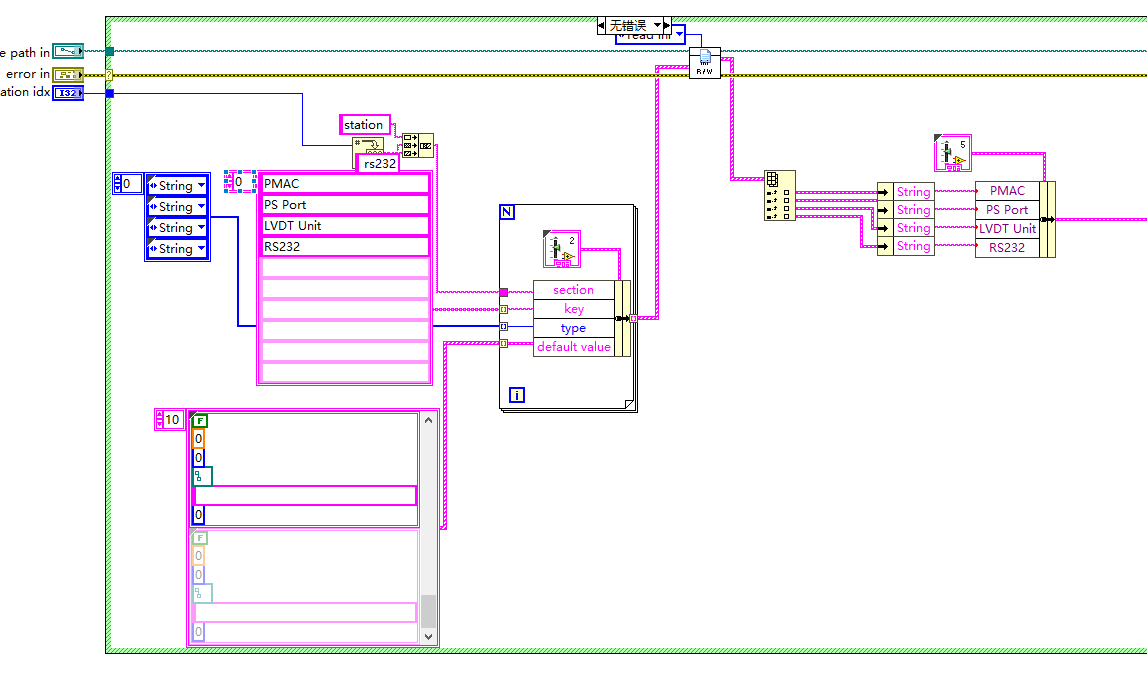 无错误
read ini
e path in
R/W
error in
ation idx
I32
station
5
rs232
0
String
0
PMAC
String
PMAC
String
PS Port
String
PS Port
String
LVDT Unit
N
String
LVDT Unit
String
RS232
2
String
RS232
section
key
type
default value
i
10
F
0
0
0
F
0
0
0